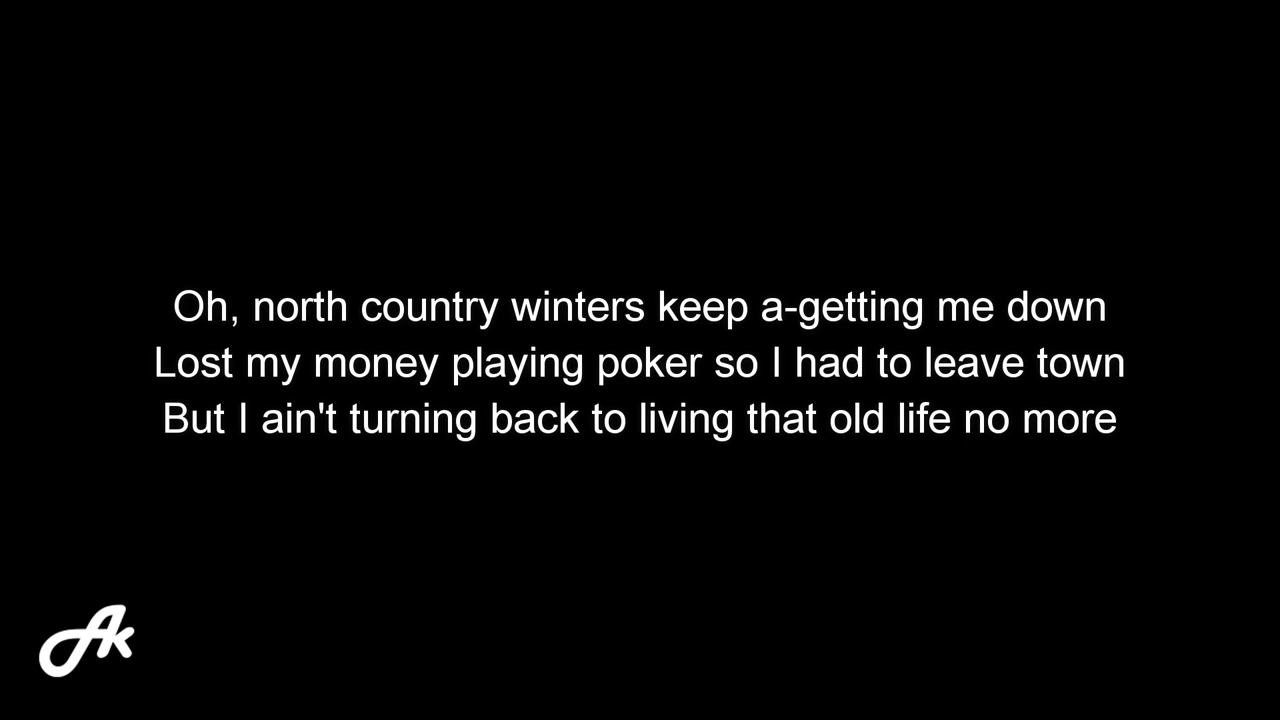 Oh, north country winters keep a-getting me down
Lost my money playing poker so I had to leave town
But I ain't turning back to living that old life no more
Ak